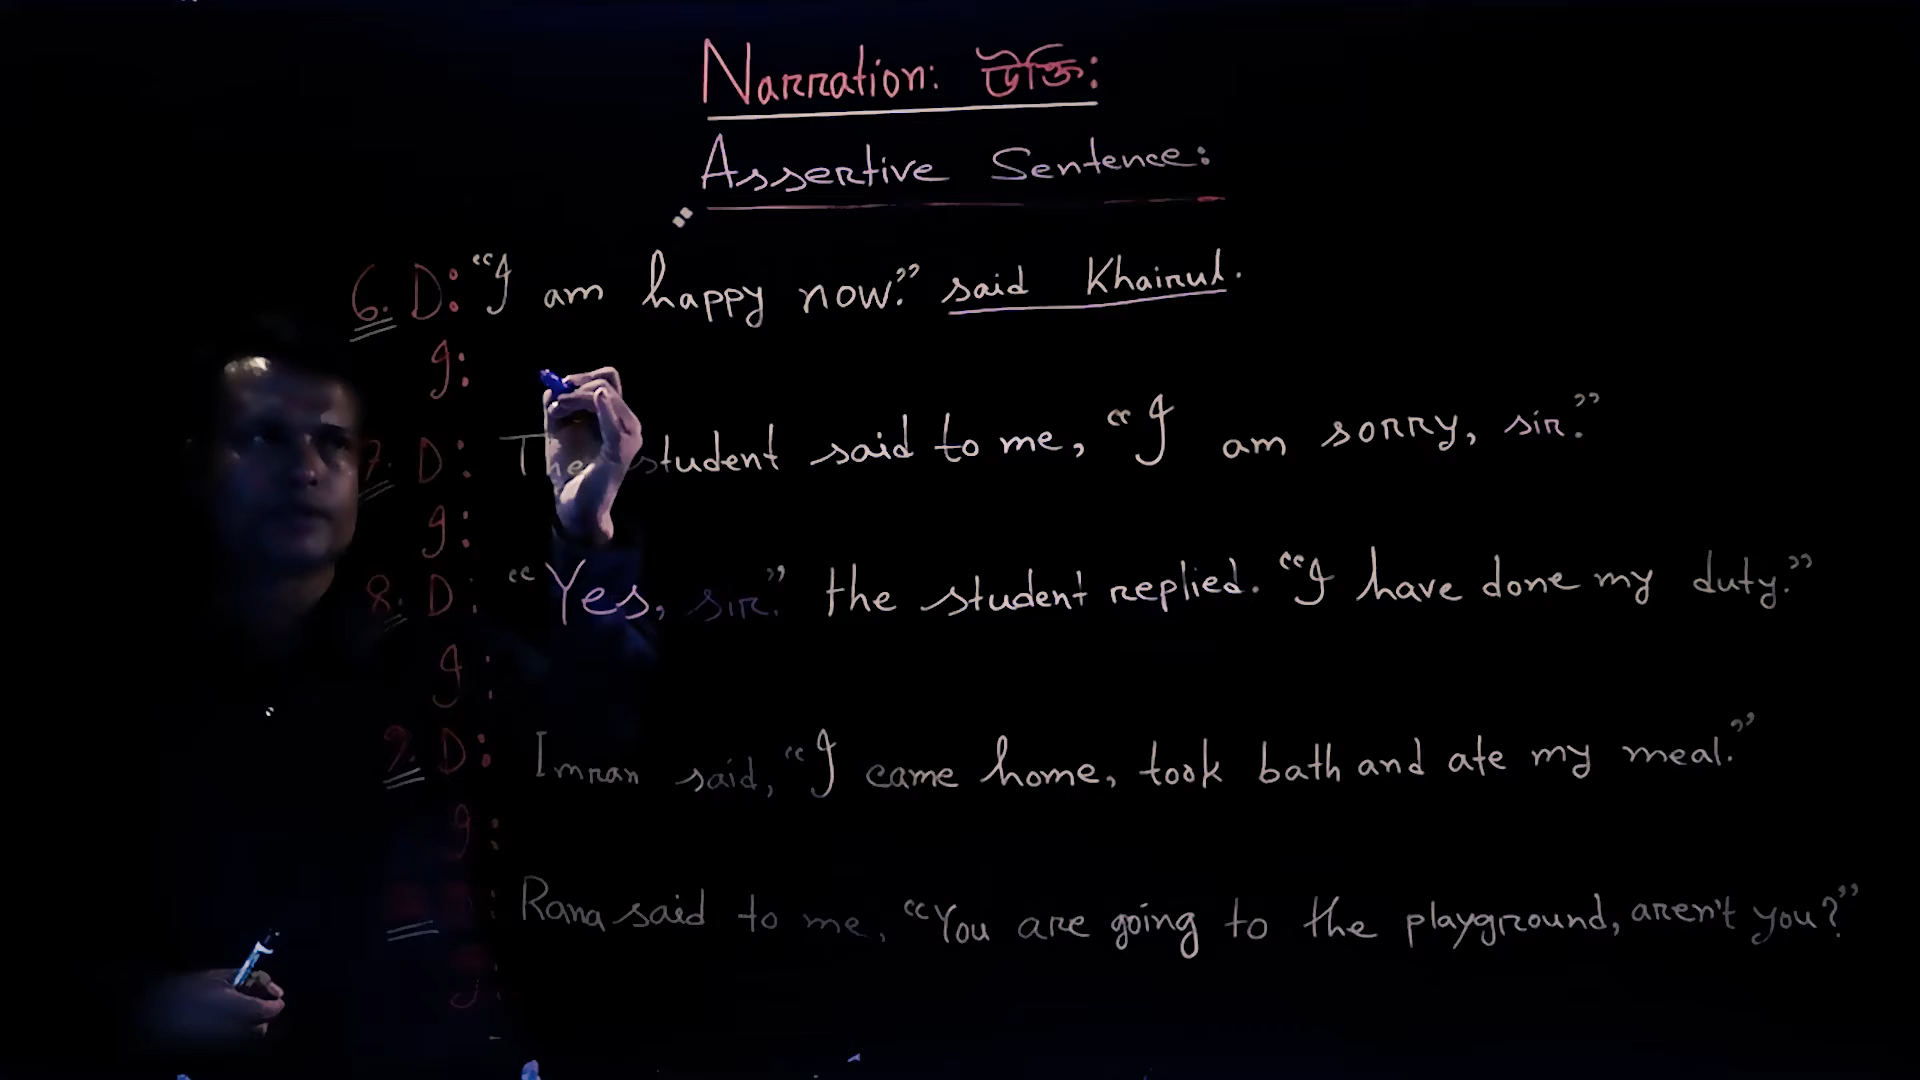 Narration: উক্তি:
Assertive Sentence:
6. D: "I am happy now." said Khairul.
I:
7. D: The student said to me, "I am sorry, sir."
I:
8. D: "Yes, sir." the student replied. "I have done my duty."
I:
9. D: Imran said, "I came home, took bath and ate my meal."
I:
Rana said to me, "You are going to the playground, aren't you?"
I: